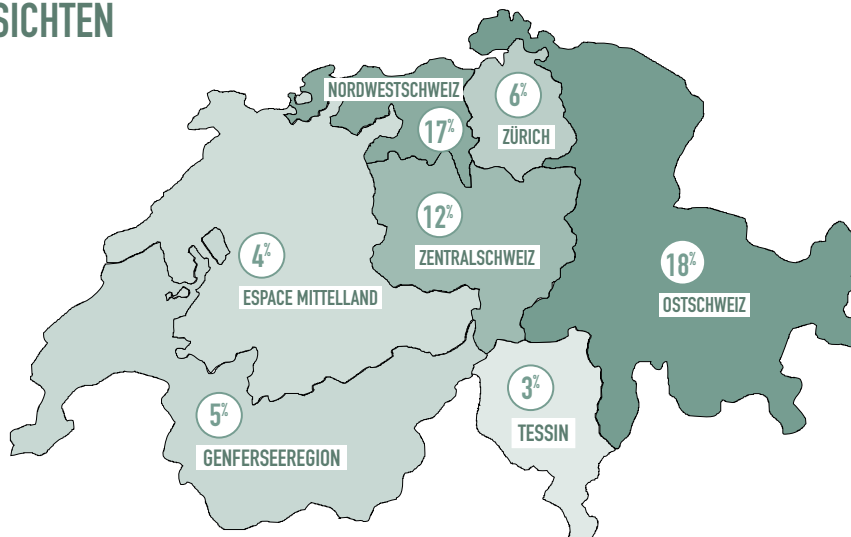 SICHTEN
NORDWESTSCHWEIZ
17%
6%
ZÜRICH
12%
ZENTRALSCHWEIZ
4%
ESPACE MITTELLAND
18%
OSTSCHWEIZ
3%
TESSIN
5%
GENFERSEEREGION